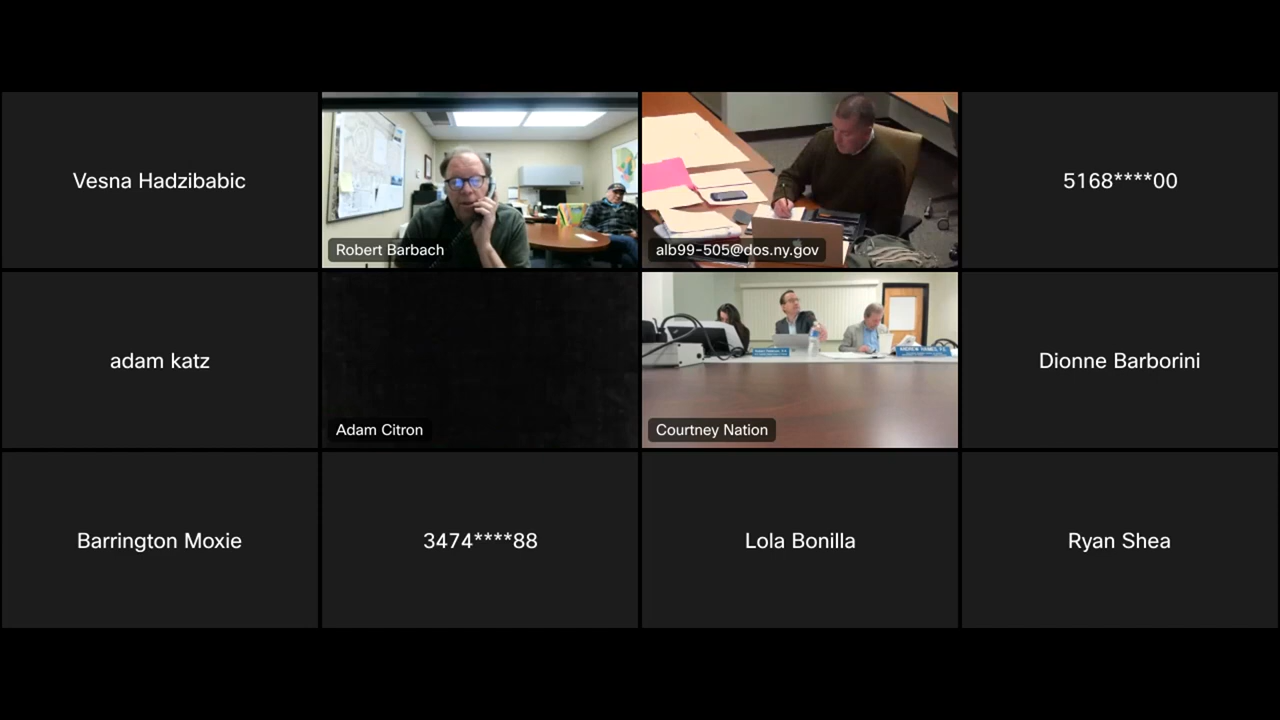 Vesna Hadzibabic
Robert Barbach
alb99-505@dos.ny.gov
5168****00
adam katz
Adam Citron
Courtney Nation
Dionne Barborini
Barrington Moxie
3474****88
Lola Bonilla
Ryan Shea